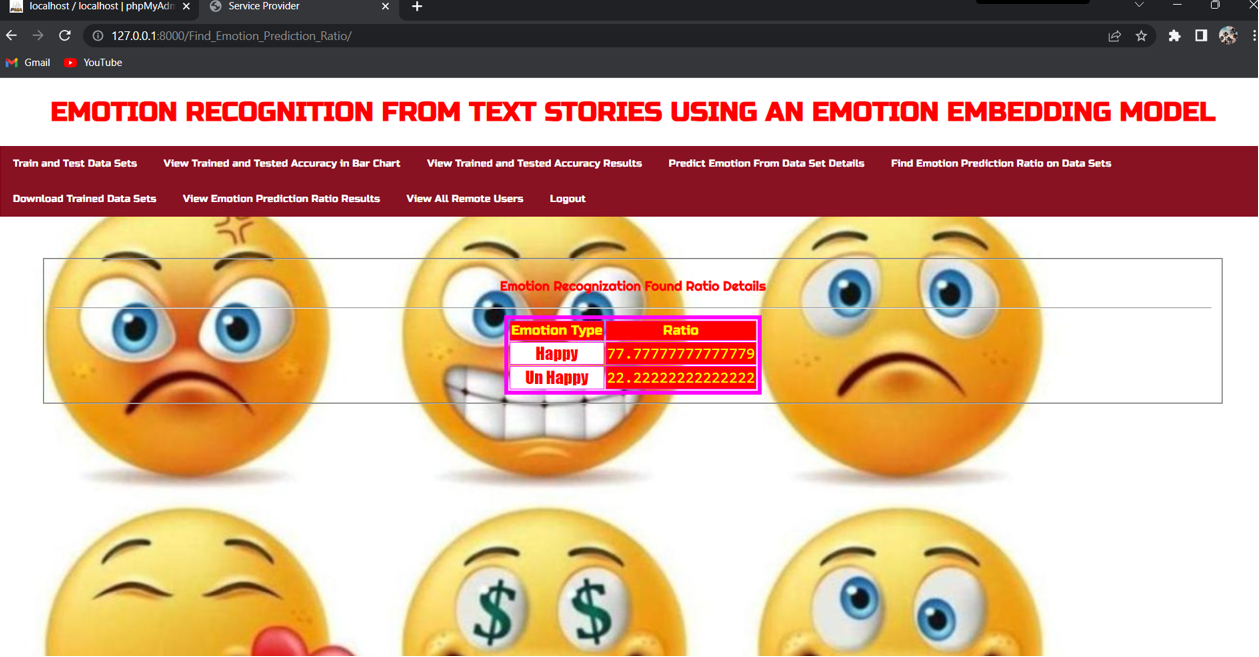 localhost / localhost | phpMyAdm
Service Provider
127.0.0.1:8000/Find_Emotion_Prediction_Ratio/
Gmail YouTube
EMOTION RECOGNITION FROM TEXT STORIES USING AN EMOTION EMBEDDING MODEL
Train and Test Data Sets View Trained and Tested Accuracy in Bar Chart View Trained and Tested Accuracy Results Predict Emotion From Data Set Details Find Emotion Prediction Ratio on Data Sets
Download Trained Data Sets View Emotion Prediction Ratio Results View All Remote Users Logout
Emotion Recognization Found Ratio Details
Emotion Type Ratio
Happy 77.77777777777779
Un Happy 22.22222222222222
$ $